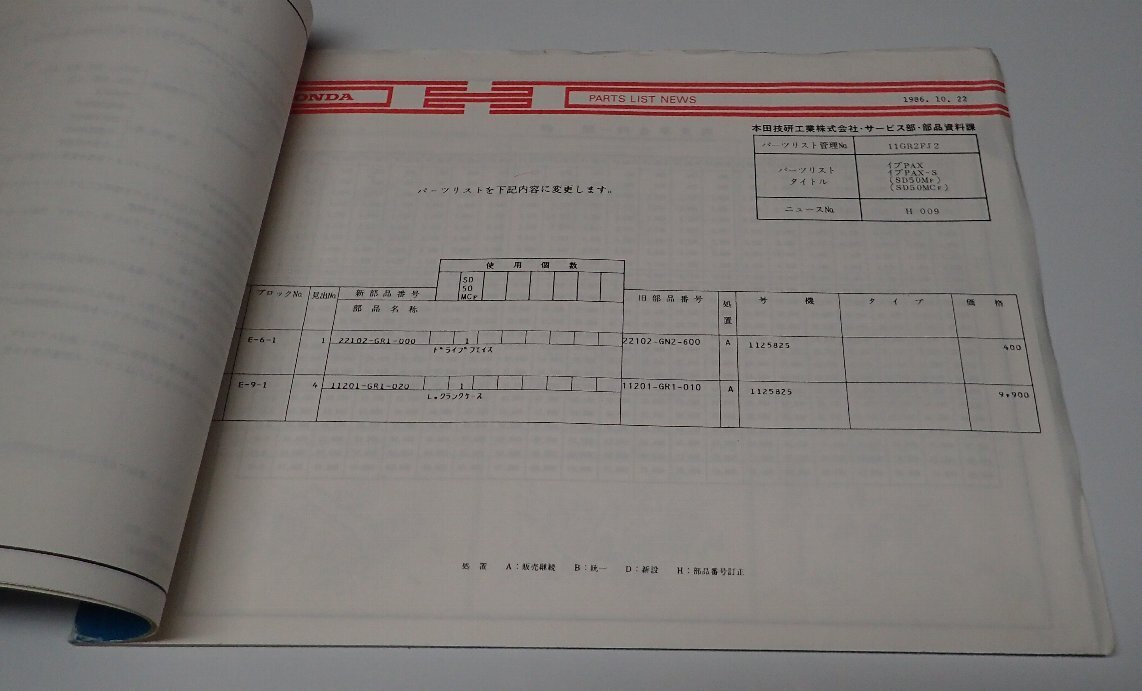 ONDA
PARTS LIST NEWS
1986. 10. 22
本田技研工業株式会社・サービス部・部品資料課
パーツリスト管理No. 11GR2FJ2
パーツリスト
タイトル
イブPAX
イブPAX-S
(SD50MF)
(SD50MCF)
ニュースNo. H 009
パーツリストを下記内容に変更します。
使用個数
SD
50
MCF
ブロックNo. 見出No. 新部品番号 旧部品番号 処置 号機 タイプ 価格
部品名称
E-6-1 1 22102-GR1-000 1 22102-GN2-600 A 1125825 400
ドライブフェイス
E-9-1 4 11201-GR1-020 1 11201-GR1-010 A 1125825 9,900
L.クランクケース
処置 A:販売継続 B:統一 D:新設 H:部品番号訂正